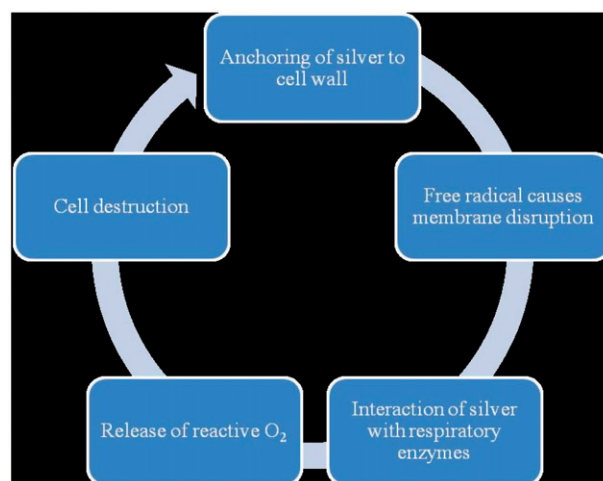 Anchoring of silver to
cell wall
Free radical causes
membrane disruption
Interaction of silver
with respiratory
enzymes
Release of reactive O₂
Cell destruction